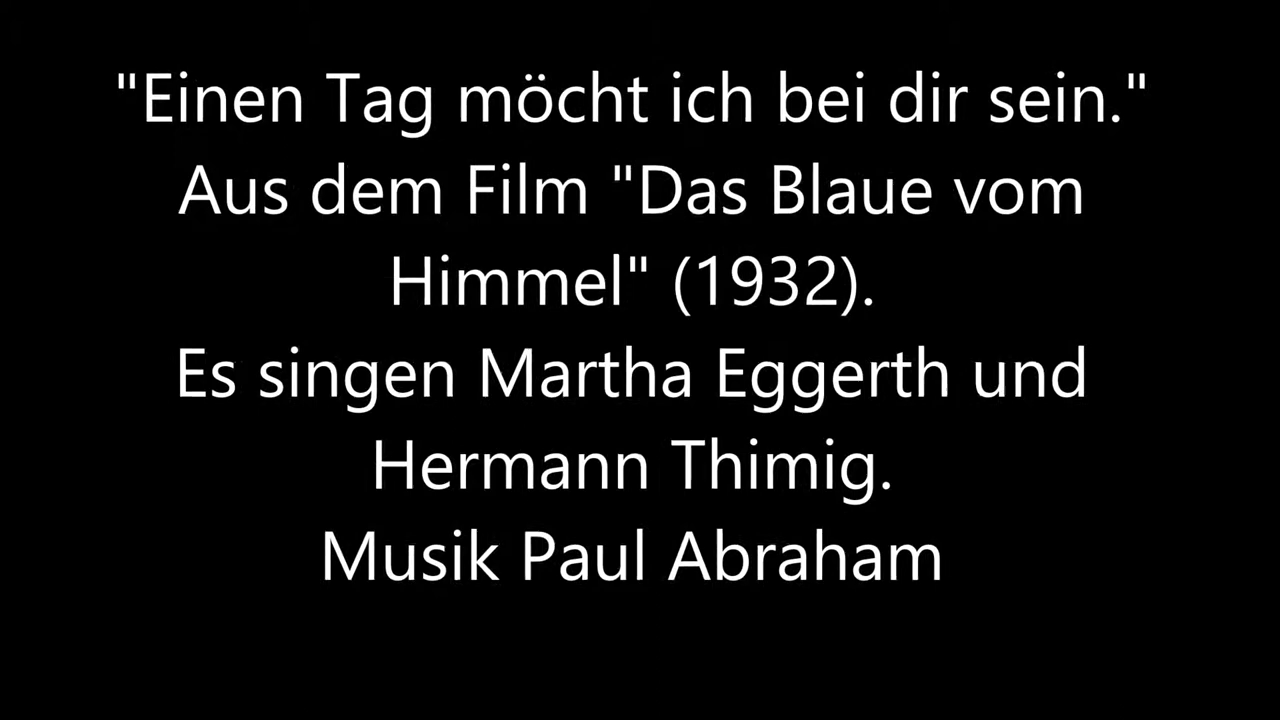 "Einen Tag möcht ich bei dir sein."
Aus dem Film "Das Blaue vom
Himmel" (1932).
Es singen Martha Eggerth und
Hermann Thimig.
Musik Paul Abraham